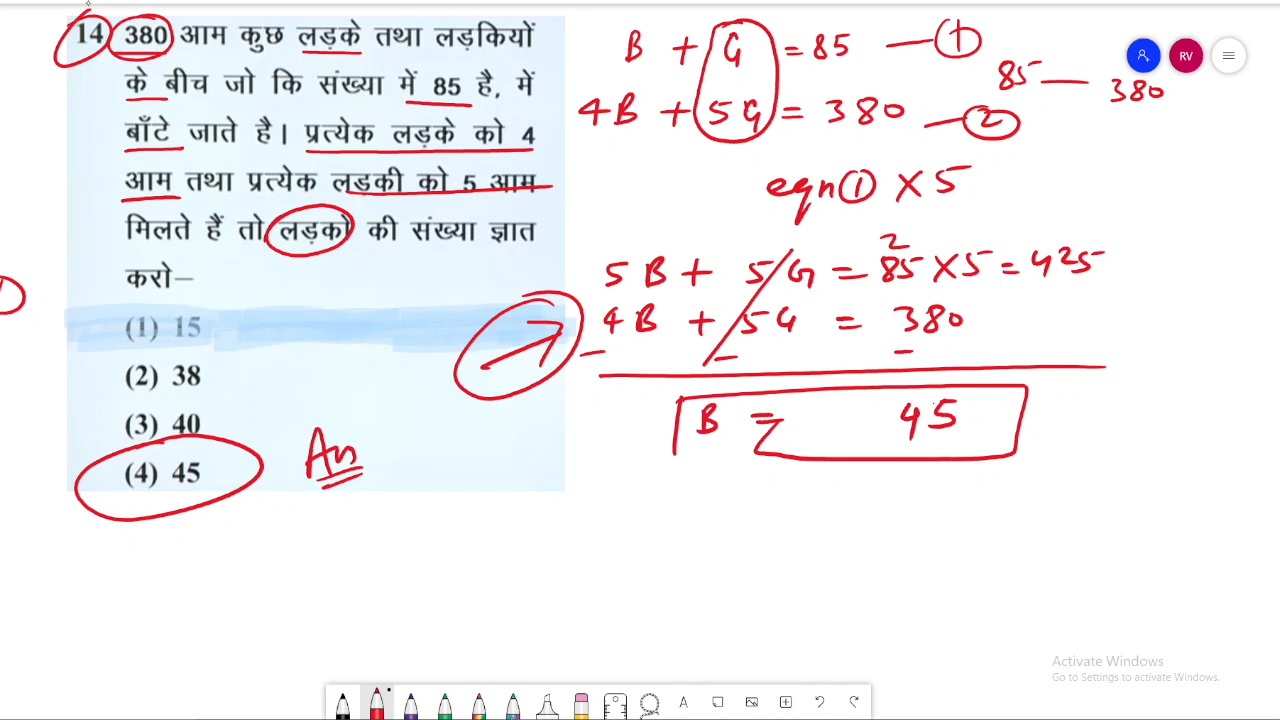 14 380 आम कुछ लड़के तथा लड़कियों
के बीच जो कि संख्या में 85 है, में
बाँटे जाते है। प्रत्येक लड़के को 4
आम तथा प्रत्येक लड़की को 5 आम
मिलते हैं तो लड़को की संख्या ज्ञात
करो–
(1) 15
(2) 38
(3) 40
(4) 45
An
B + G = 85 — 1
85 — 380
4B + 5G = 380 — 2
eqn 1 × 5
2
5B + 5G = 85 × 5 = 425
4B + 5G = 380
− − −
B = 45
RV
A
Activate Windows
Go to Settings to activate Windows.